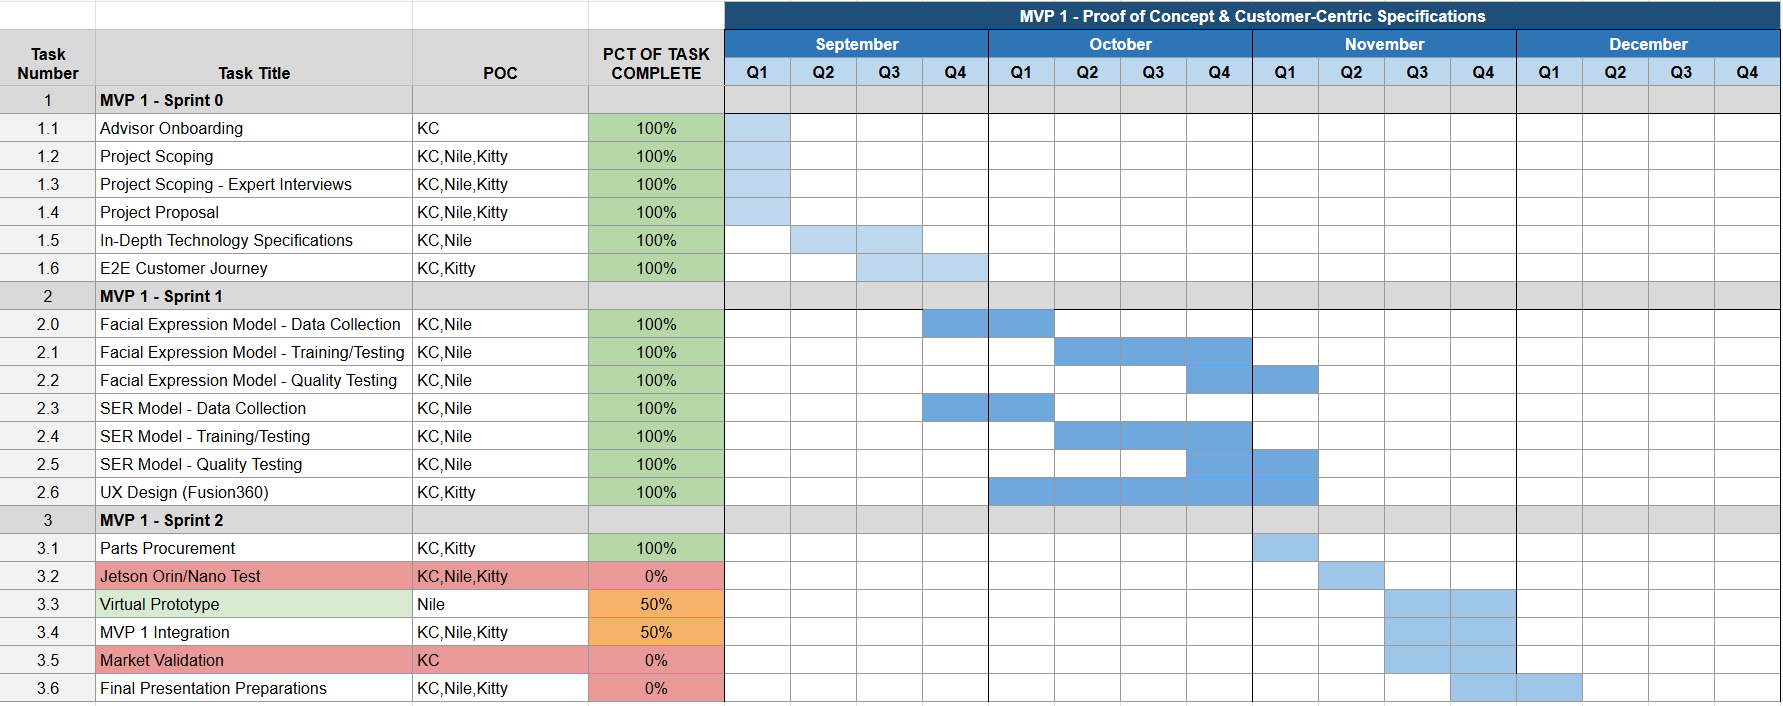 MVP 1 - Proof of Concept & Customer-Centric Specifications
September October November December
Task Number Task Title POC PCT OF TASK COMPLETE Q1 Q2 Q3 Q4 Q1 Q2 Q3 Q4 Q1 Q2 Q3 Q4 Q1 Q2 Q3 Q4
1 MVP 1 - Sprint 0
1.1 Advisor Onboarding KC 100%
1.2 Project Scoping KC,Nile,Kitty 100%
1.3 Project Scoping - Expert Interviews KC,Nile,Kitty 100%
1.4 Project Proposal KC,Nile,Kitty 100%
1.5 In-Depth Technology Specifications KC,Nile 100%
1.6 E2E Customer Journey KC,Kitty 100%
2 MVP 1 - Sprint 1
2.0 Facial Expression Model - Data Collection KC,Nile 100%
2.1 Facial Expression Model - Training/Testing KC,Nile 100%
2.2 Facial Expression Model - Quality Testing KC,Nile 100%
2.3 SER Model - Data Collection KC,Nile 100%
2.4 SER Model - Training/Testing KC,Nile 100%
2.5 SER Model - Quality Testing KC,Nile 100%
2.6 UX Design (Fusion360) KC,Kitty 100%
3 MVP 1 - Sprint 2
3.1 Parts Procurement KC,Kitty 100%
3.2 Jetson Orin/Nano Test KC,Nile,Kitty 0%
3.3 Virtual Prototype Nile 50%
3.4 MVP 1 Integration KC,Nile,Kitty 50%
3.5 Market Validation KC 0%
3.6 Final Presentation Preparations KC,Nile,Kitty 0%